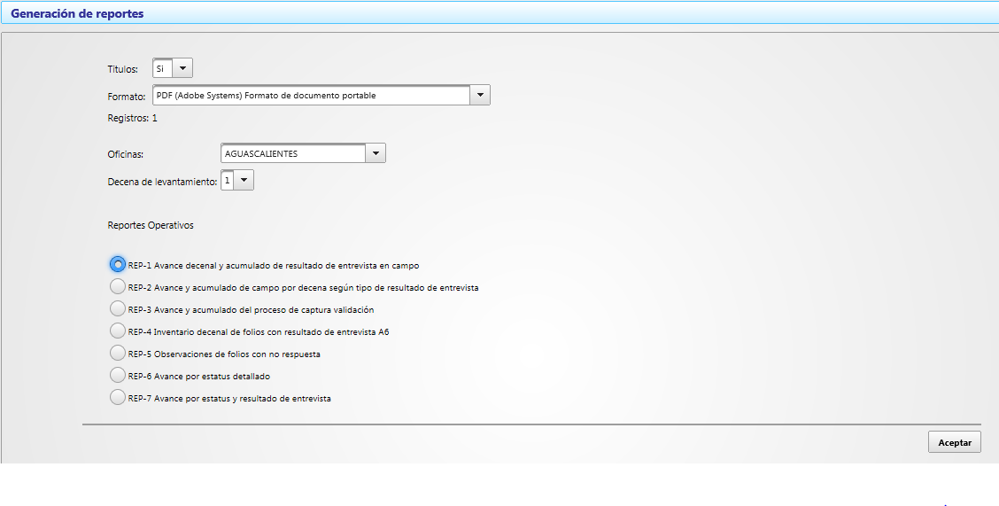 Generación de reportes
Títulos: Si
Formato: PDF (Adobe Systems) Formato de documento portable
Registros: 1
Oficinas: AGUASCALIENTES
Decena de levantamiento: 1
Reportes Operativos
REP-1 Avance decenal y acumulado de resultado de entrevista en campo
REP-2 Avance y acumulado de campo por decena según tipo de resultado de entrevista
REP-3 Avance y acumulado del proceso de captura validación
REP-4 Inventario decenal de folios con resultado de entrevista A6
REP-5 Observaciones de folios con no respuesta
REP-6 Avance por estatus detallado
REP-7 Avance por estatus y resultado de entrevista
Aceptar